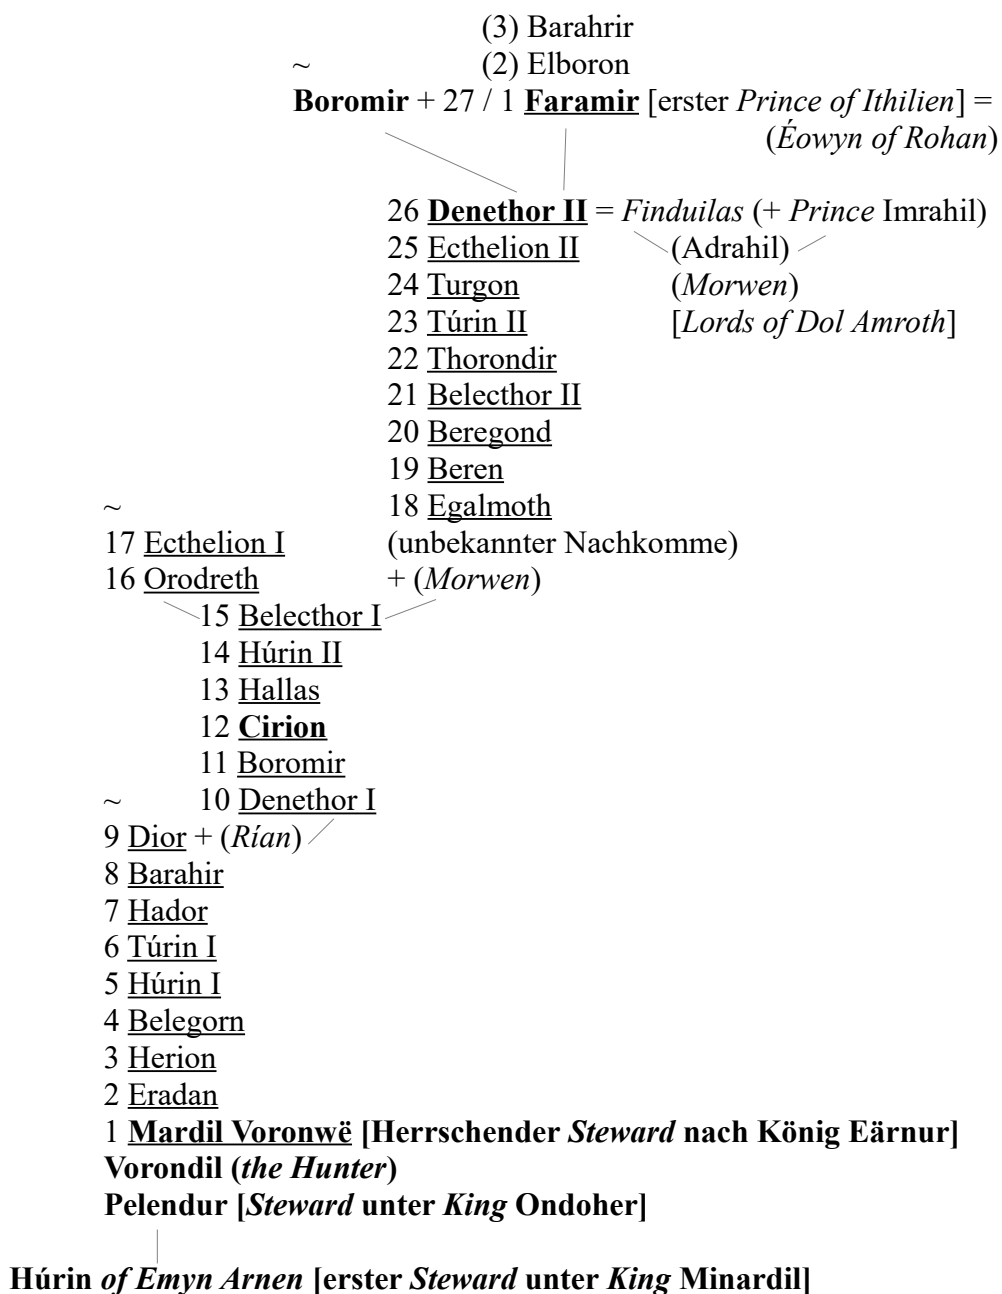 (3) Barahrir
~ (2) Elboron
Boromir + 27 / 1 Faramir [erster Prince of Ithilien] =
(Éowyn of Rohan)
26 Denethor II = Finduilas (+ Prince Imrahil)
25 Ecthelion II (Adrahil)
24 Turgon (Morwen)
23 Túrin II [Lords of Dol Amroth]
22 Thorondir
21 Belecthor II
20 Beregond
19 Beren
~ 18 Egalmoth
17 Ecthelion I (unbekannter Nachkomme)
16 Orodreth + (Morwen)
15 Belecthor I
14 Húrin II
13 Hallas
12 Cirion
11 Boromir
~ 10 Denethor I
9 Dior + (Rían)
8 Barahir
7 Hador
6 Túrin I
5 Húrin I
4 Belegorn
3 Herion
2 Eradan
1 Mardil Voronwë [Herrschender Steward nach König Eärnur]
Vorondil (the Hunter)
Pelendur [Steward unter King Ondoher]
Húrin of Emyn Arnen [erster Steward unter King Minardil]